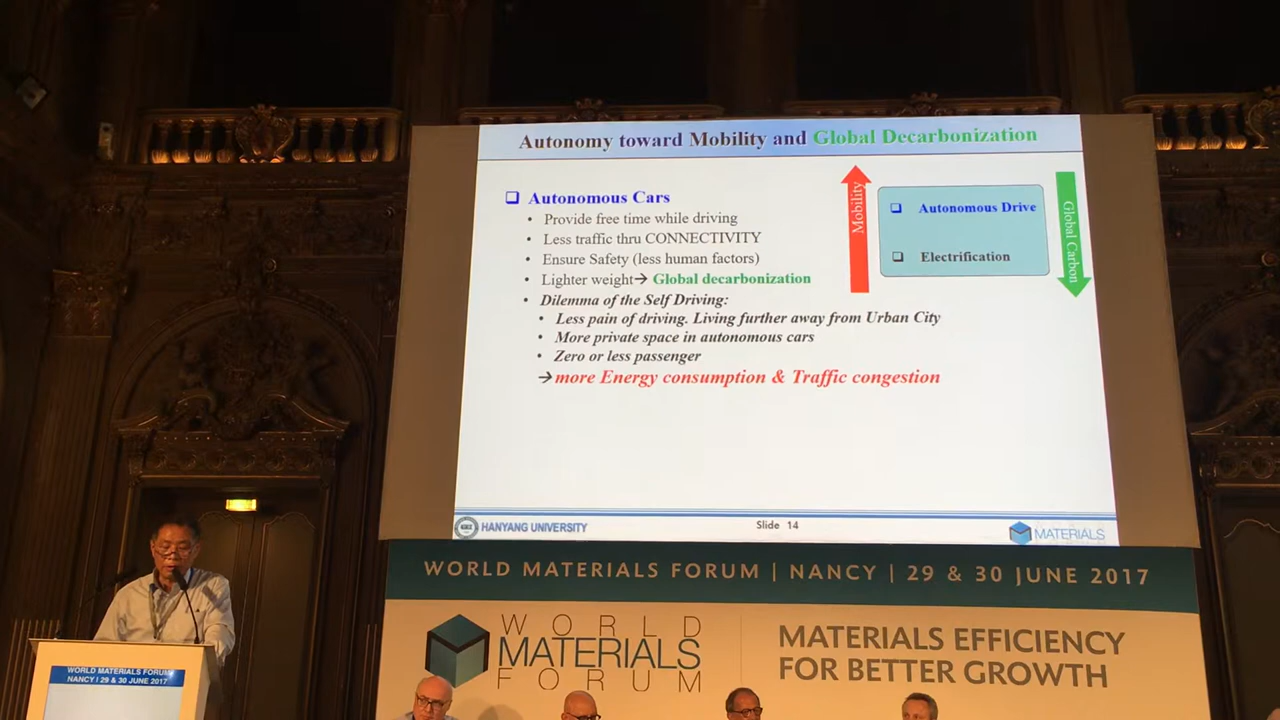 Autonomy toward Mobility and Global Decarbonization
❑ Autonomous Cars
• Provide free time while driving
• Less traffic thru CONNECTIVITY
• Ensure Safety (less human factors)
• Lighter weight→ Global decarbonization
• Dilemma of the Self Driving:
• Less pain of driving. Living further away from Urban City
• More private space in autonomous cars
• Zero or less passenger
→more Energy consumption & Traffic congestion
Mobility
❑ Autonomous Drive
❑ Electrification
Global Carbon
HANYANG UNIVERSITY
Slide 14
MATERIALS
WORLD MATERIALS FORUM | NANCY | 29 & 30 JUNE 2017
WORLD
MATERIALS
FORUM
MATERIALS EFFICIENCY
FOR BETTER GROWTH
WORLD MATERIALS FORUM
NANCY / 29 & 30 JUNE 2017